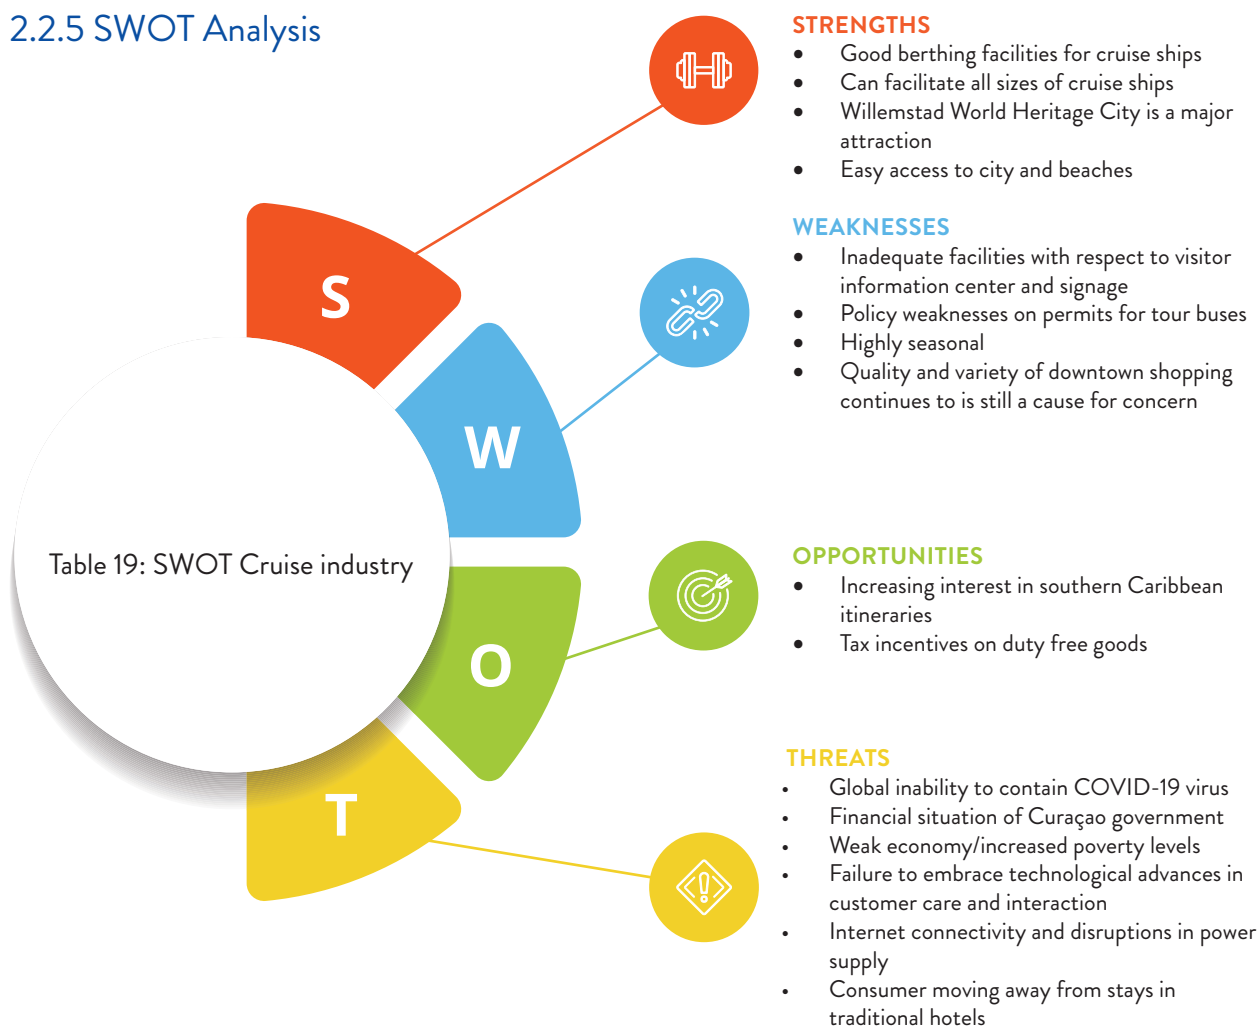 2.2.5 SWOT Analysis
STRENGTHS
• Good berthing facilities for cruise ships
• Can facilitate all sizes of cruise ships
• Willemstad World Heritage City is a major
attraction
• Easy access to city and beaches
S
WEAKNESSES
• Inadequate facilities with respect to visitor
information center and signage
• Policy weaknesses on permits for tour buses
• Highly seasonal
• Quality and variety of downtown shopping
continues to is still a cause for concern
W
Table 19: SWOT Cruise industry
OPPORTUNITIES
• Increasing interest in southern Caribbean
itineraries
• Tax incentives on duty free goods
O
THREATS
• Global inability to contain COVID-19 virus
• Financial situation of Curaçao government
• Weak economy/increased poverty levels
• Failure to embrace technological advances in
customer care and interaction
• Internet connectivity and disruptions in power
supply
• Consumer moving away from stays in
traditional hotels
T